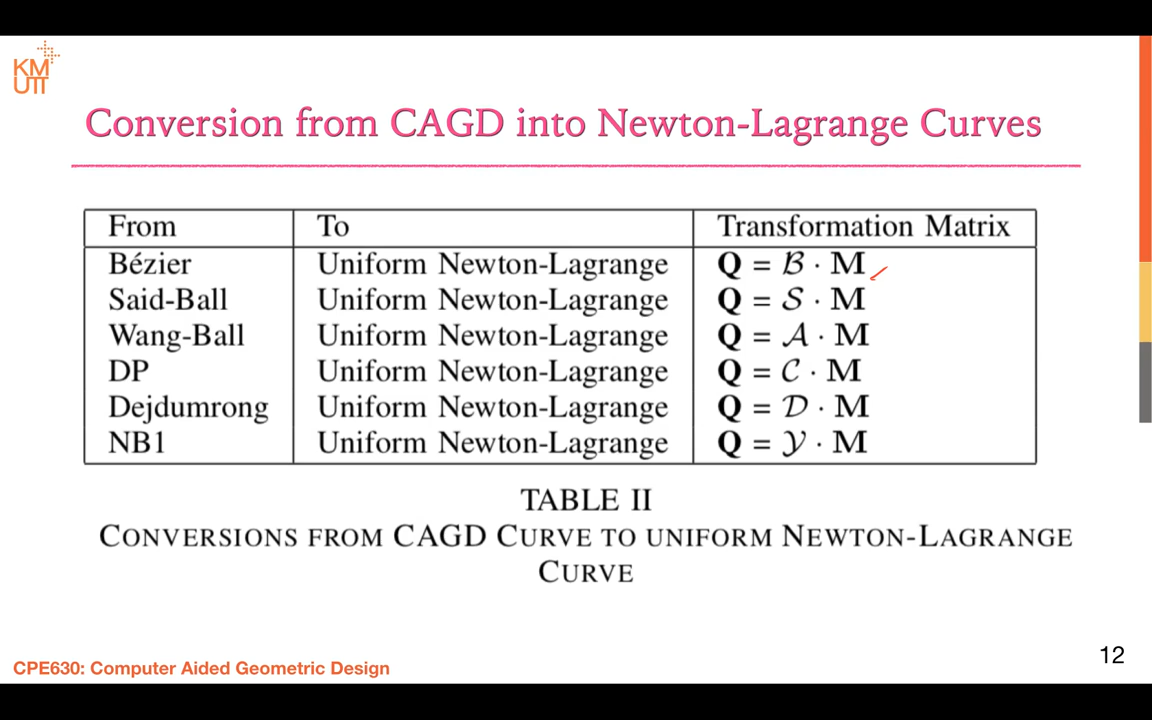 KM
UTT
Conversion from CAGD into Newton-Lagrange Curves
From To Transformation Matrix
Bézier Uniform Newton-Lagrange Q = ℬ · M
Said-Ball Uniform Newton-Lagrange Q = 𝒮 · M
Wang-Ball Uniform Newton-Lagrange Q = 𝒜 · M
DP Uniform Newton-Lagrange Q = 𝒞 · M
Dejdumrong Uniform Newton-Lagrange Q = 𝒟 · M
NB1 Uniform Newton-Lagrange Q = 𝒴 · M
TABLE II
CONVERSIONS FROM CAGD CURVE TO UNIFORM NEWTON-LAGRANGE
CURVE
12
CPE630: Computer Aided Geometric Design